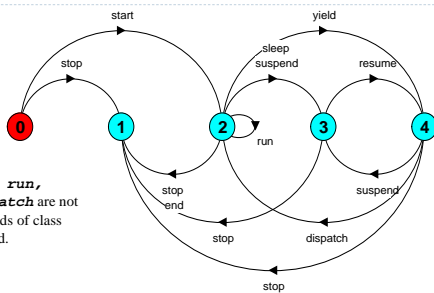 start
yield
sleep
stop
suspend
resume
0
1
2
3
4
run
run,
atch are not
stop
suspend
ds of class
end
d.
stop
dispatch
stop